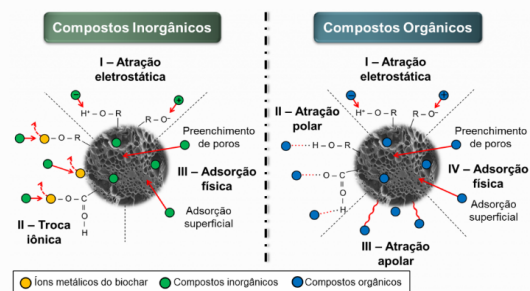 Compostos Inorgânicos
I – Atração
eletrostática
H⁺ – O – R
R – O⁻
– O – R
Preenchimento
de poros
III – Adsorção
física
Adsorção
superficial
II – Troca
iônica
– O – C
O
H
Compostos Orgânicos
I – Atração
eletrostática
H⁺ – O – R
R – O⁻
II – Atração
polar
H – O – R
O
C
O
H
Preenchimento
de poros
IV – Adsorção
física
Adsorção
superficial
III – Atração
apolar
Íons metálicos do biochar
Compostos inorgânicos
Compostos orgânicos